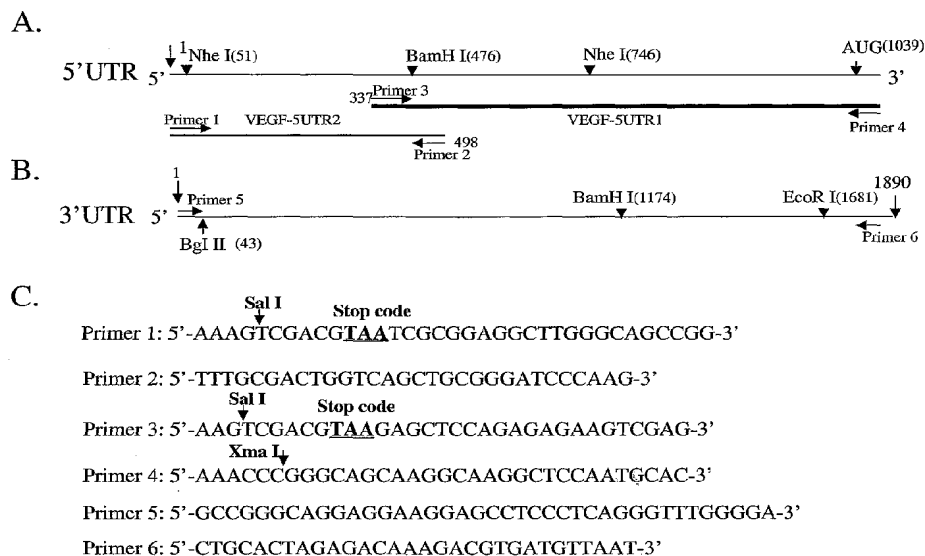 A.
1 Nhe I(51) BamH I(476) Nhe I(746) AUG(1039)
5'UTR 5' 3'
337 Primer 3
Primer 1 VEGF-5UTR2 VEGF-5UTR1 Primer 4
498
Primer 2
B.
1
Primer 5 BamH I(1174) EcoR I(1681) 1890
3'UTR 5'
Primer 6
BgI II (43)
C.
Sal I Stop code
Primer 1: 5'-AAAGTCGACGTAATCGCGGAGGCTTGGGCAGCCGG-3'
Primer 2: 5'-TTTGCGACTGGTCAGCTGCGGGATCCCAAG-3'
Sal I Stop code
Primer 3: 5'-AAGTCGACGTAAGAGCTCCAGAGAGAAGTCGAG-3'
Xma I
Primer 4: 5'-AAACCCGGGCAGCAAGGCAAGGCTCCAATGCAC-3'
Primer 5: 5'-GCCGGGCAGGAGGAAGGAGCCTCCCTCAGGGTTTGGGGA-3'
Primer 6: 5'-CTGCACTAGAGACAAAGACGTGATGTTAAT-3'